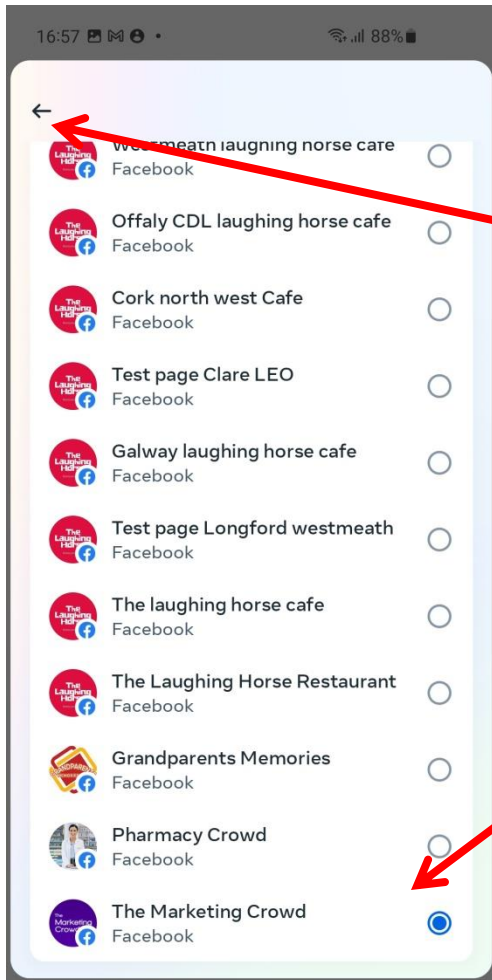 16:57 88%
Westmeath laughing horse cafe
Facebook
Offaly CDL laughing horse cafe
Facebook
Cork north west Cafe
Facebook
Test page Clare LEO
Facebook
Galway laughing horse cafe
Facebook
Test page Longford westmeath
Facebook
The laughing horse cafe
Facebook
The Laughing Horse Restaurant
Facebook
Grandparents Memories
Facebook
Pharmacy Crowd
Facebook
The Marketing Crowd
Facebook